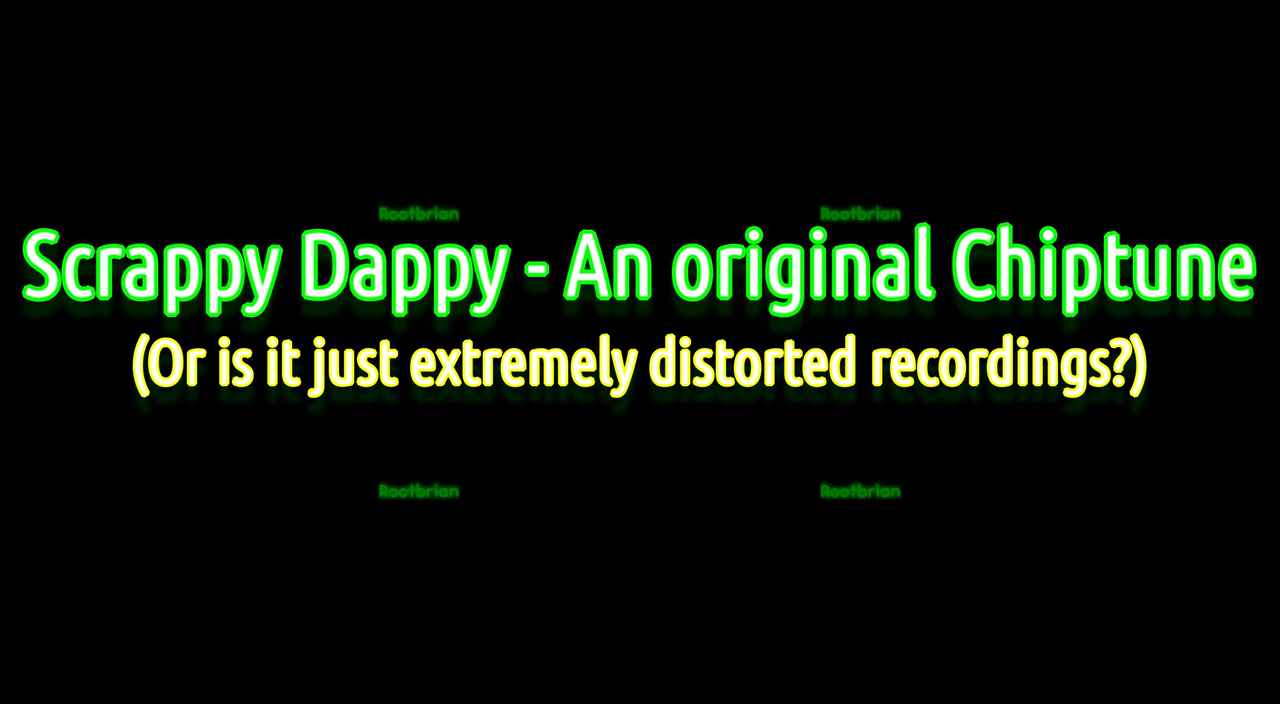 Rootbrian Rootbrian
Scrappy Dappy - An original Chiptune
(Or is it just extremely distorted recordings?)
Rootbrian Rootbrian